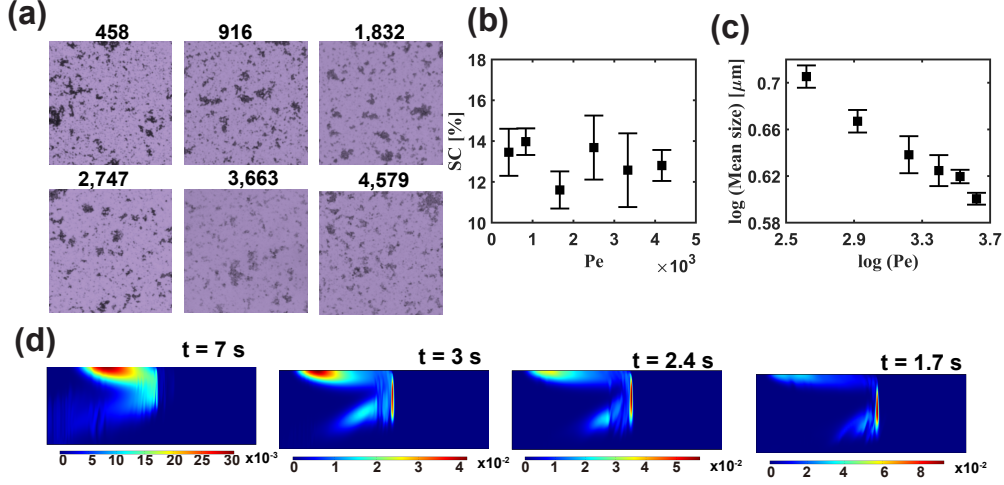 (a)
458 916 1,832
2,747 3,663 4,579
(b)
SC [%]
18
16
14
12
10
0 1 2 3 4 5
Pe ×10³
(c)
log (Mean size) [μm]
0.7
0.66
0.62
0.58
2.5 2.9 3.3 3.7
log (Pe)
(d)
t = 7 s t = 3 s t = 2.4 s t = 1.7 s
0 5 10 15 20 25 30 x10⁻³
0 1 2 3 4 x10⁻²
0 1 2 3 4 5 x10⁻²
0 2 4 6 8 x10⁻²